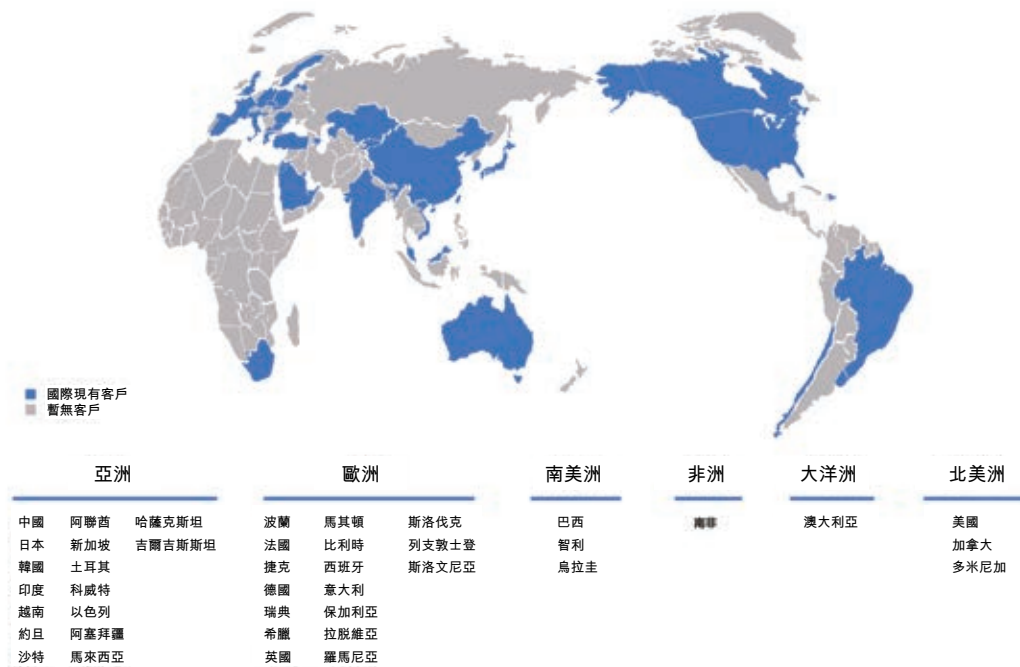 國際現有客戶
暫無客戶
亞洲 歐洲 南美洲 非洲 大洋洲 北美洲
中國 阿聯酋 哈薩克斯坦 波蘭 馬其頓 斯洛伐克 巴西 南非 澳大利亞 美國
日本 新加坡 吉爾吉斯斯坦 法國 比利時 列支敦士登 智利 加拿大
韓國 土耳其 捷克 西班牙 斯洛文尼亞 烏拉圭 多米尼加
印度 科威特 德國 意大利
越南 以色列 瑞典 保加利亞
約旦 阿塞拜疆 希臘 拉脱維亞
沙特 馬來西亞 英國 羅馬尼亞